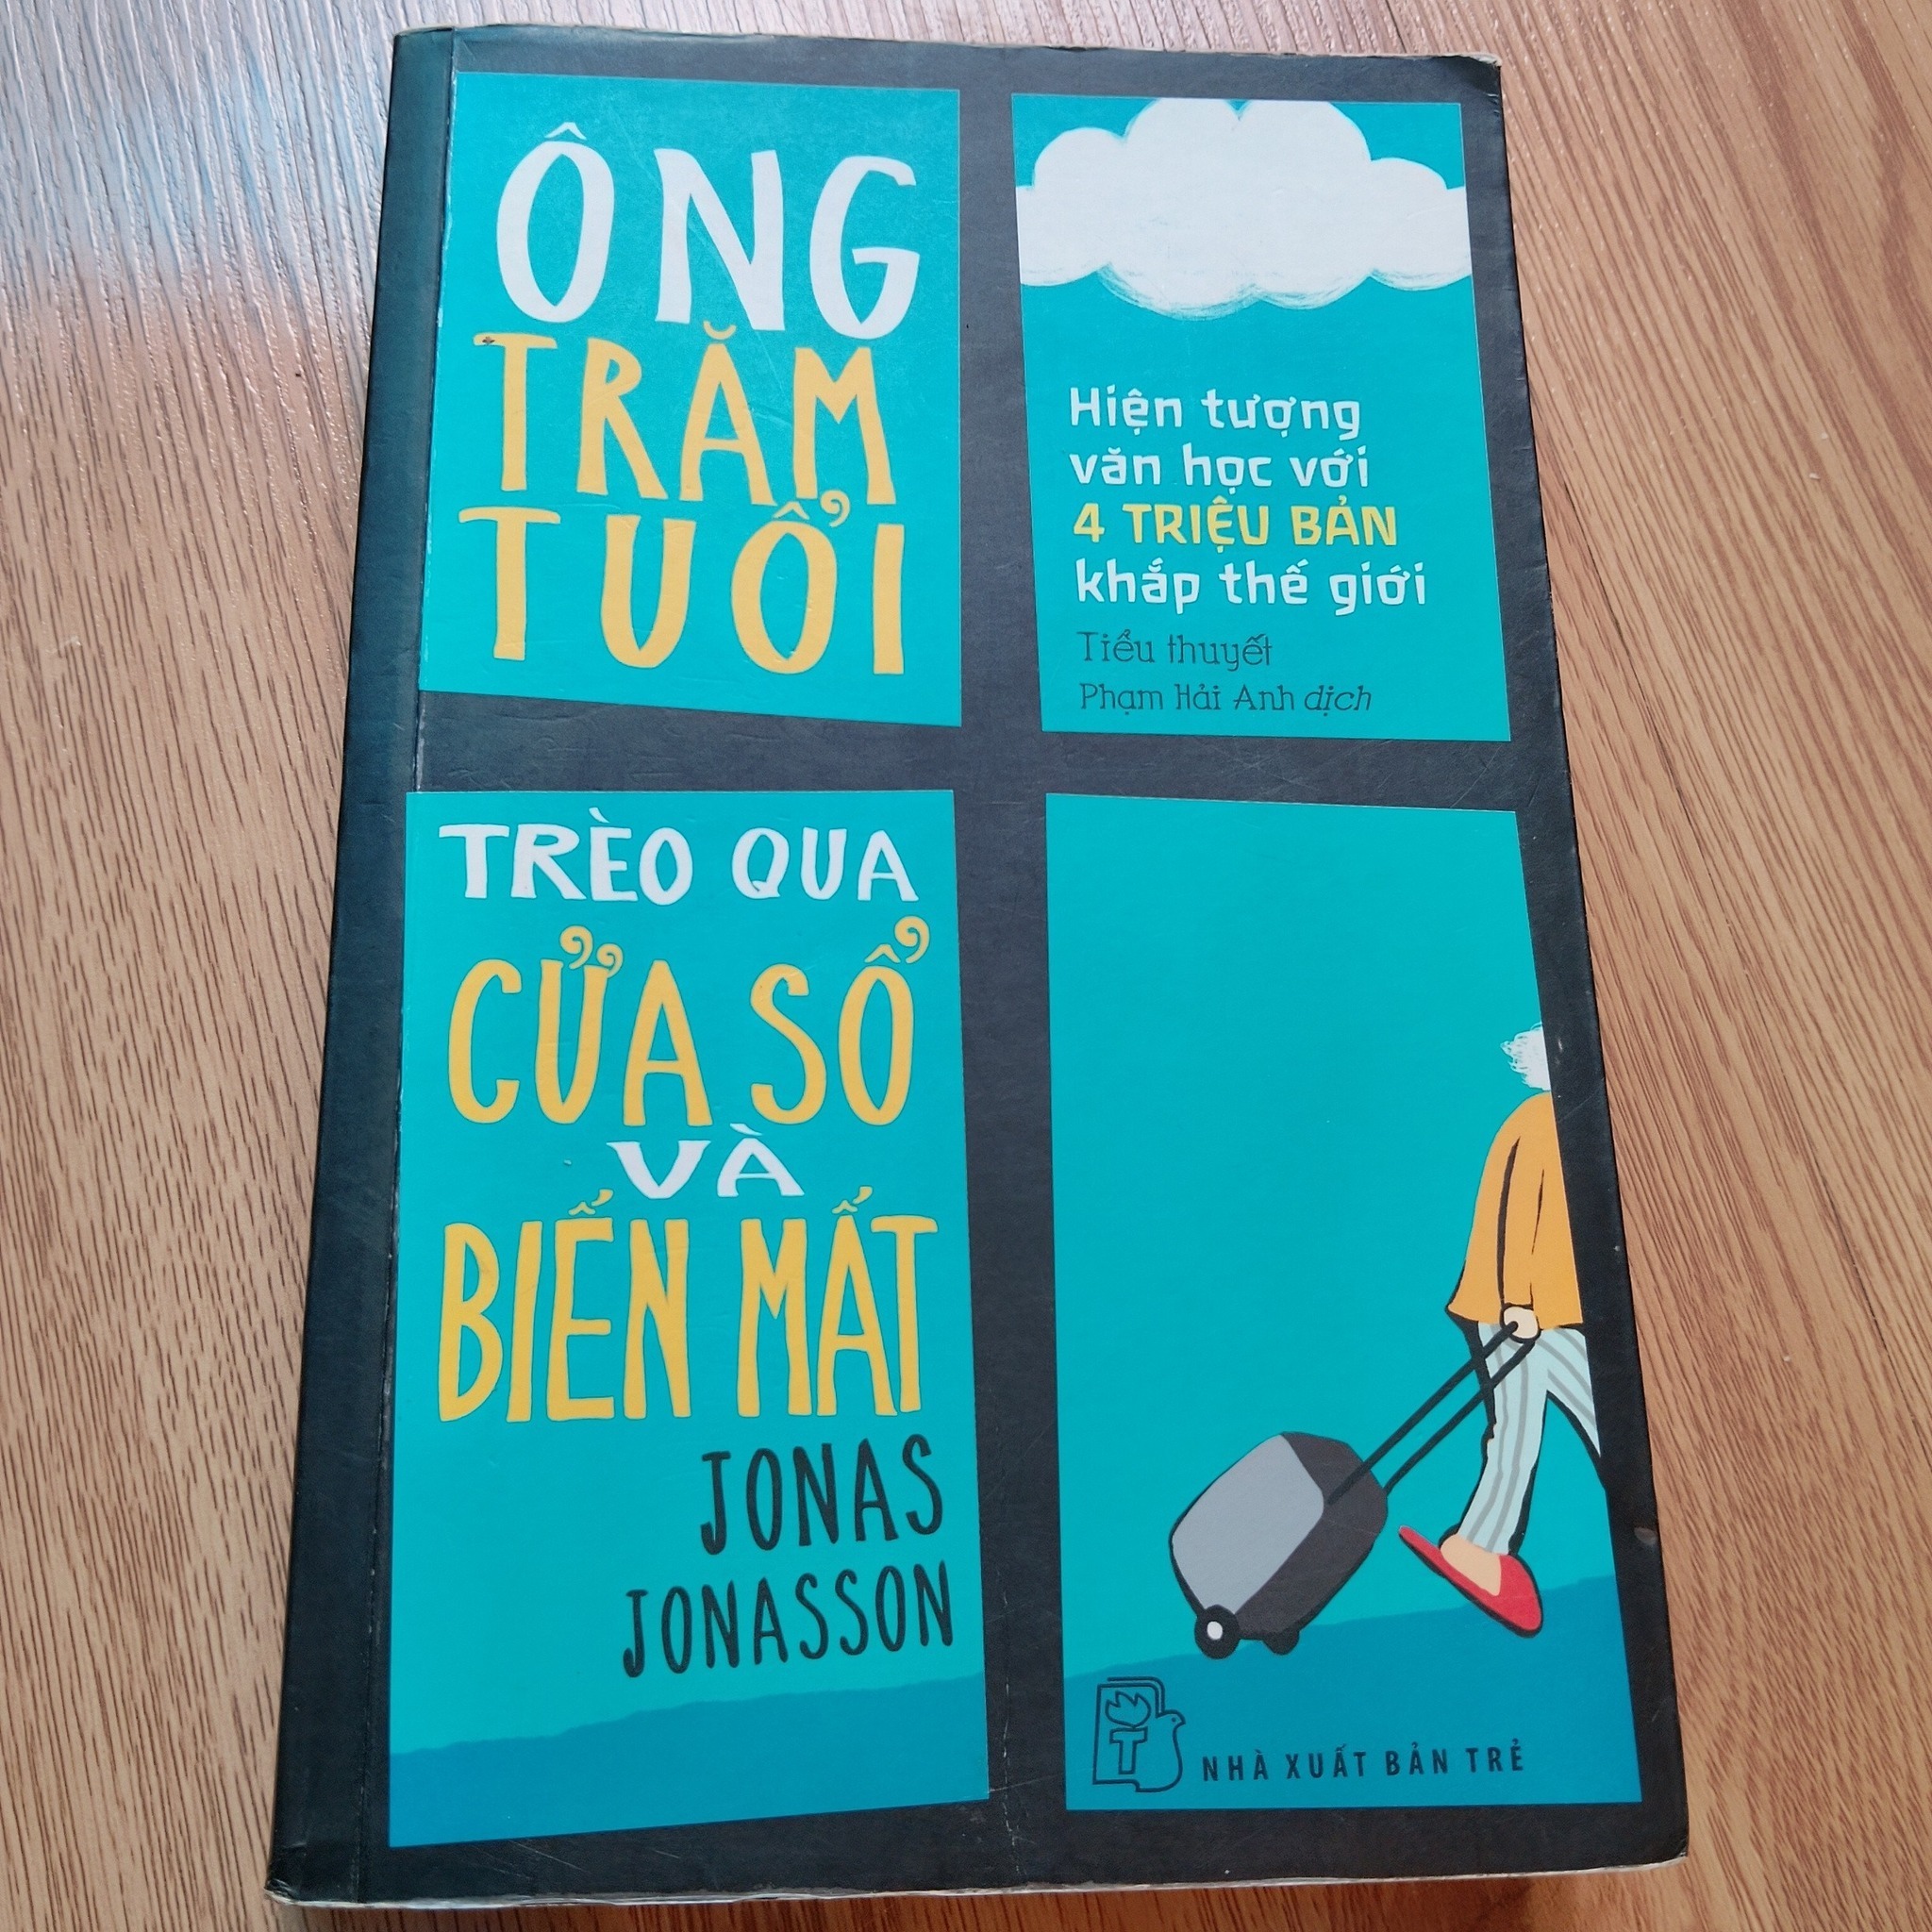 ÔNG
TRĂM
TUỔI
Hiện tượng
văn học với
4 TRIỆU BẢN
khắp thế giới
Tiểu thuyết
Phạm Hải Anh dịch
TRÈO QUA
CỬA SỔ
VÀ
BIẾN MẤT
JONAS
JONASSON
T
NHÀ XUẤT BẢN TRẺ